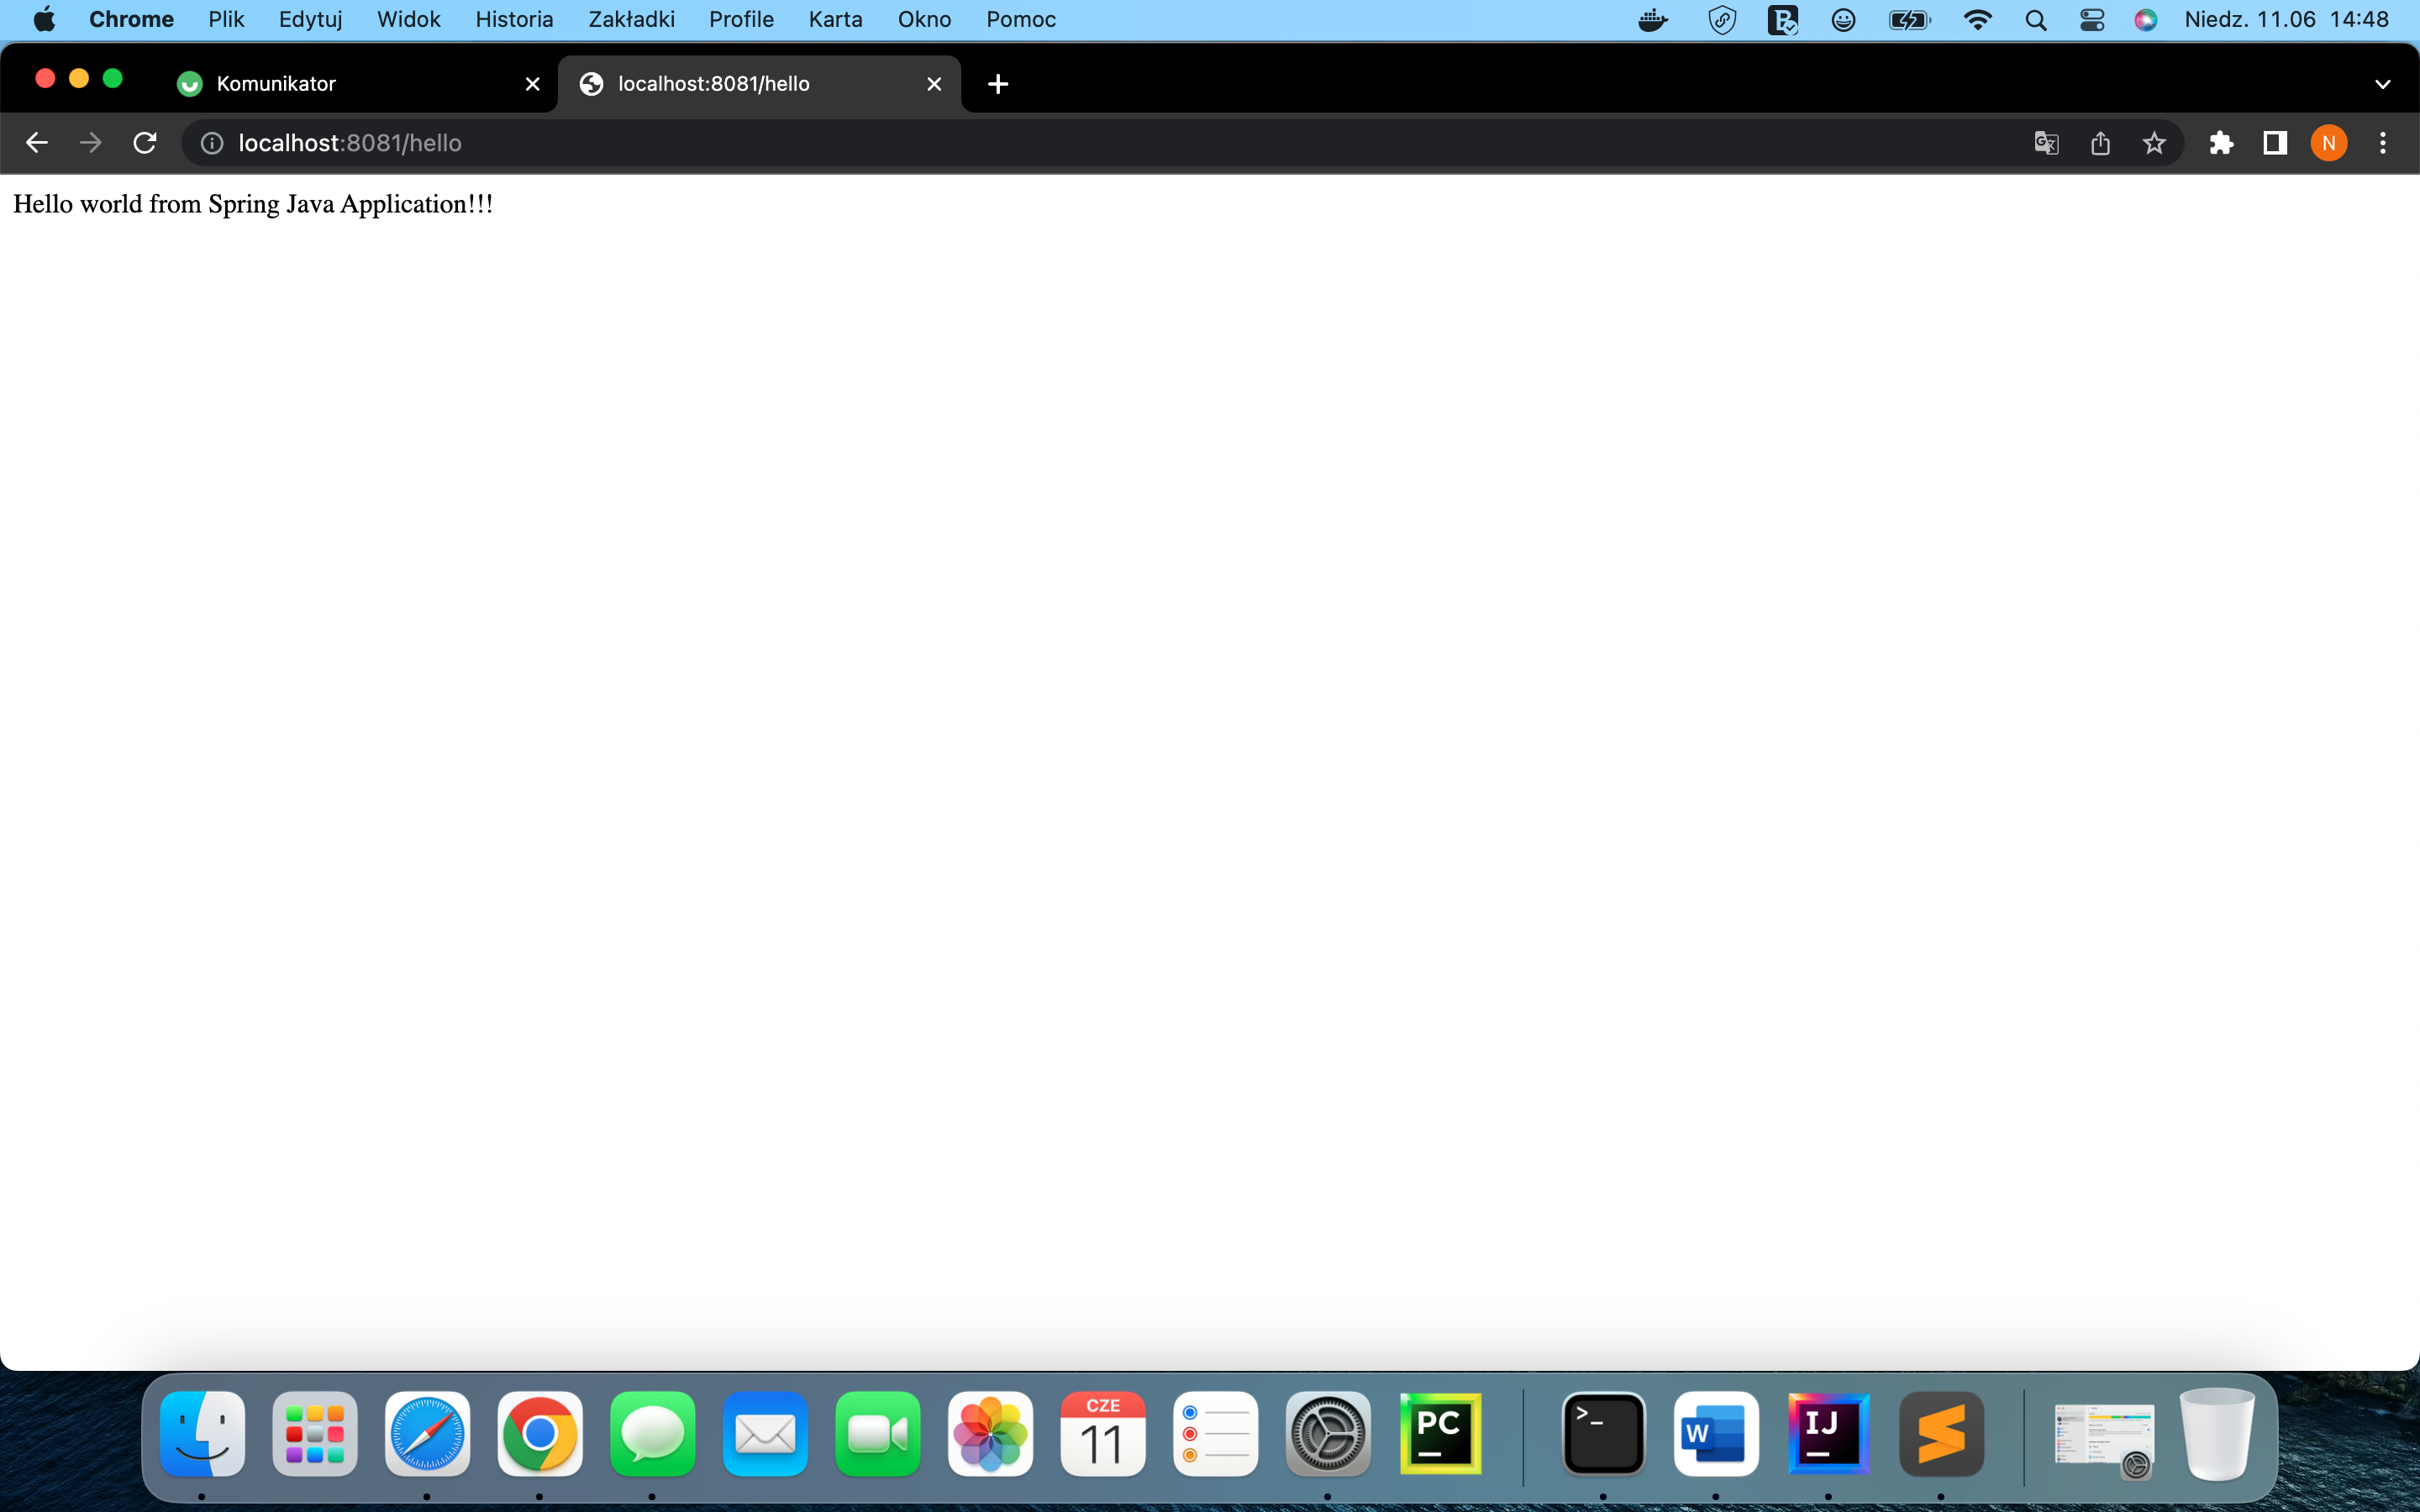 Chrome Plik Edytuj Widok Historia Zakładki Profile Karta Okno Pomoc Niedz. 11.06 14:48
Komunikator localhost:8081/hello
localhost:8081/hello N
Hello world from Spring Java Application!!!
CZE
11
PC
>_
W
IJ